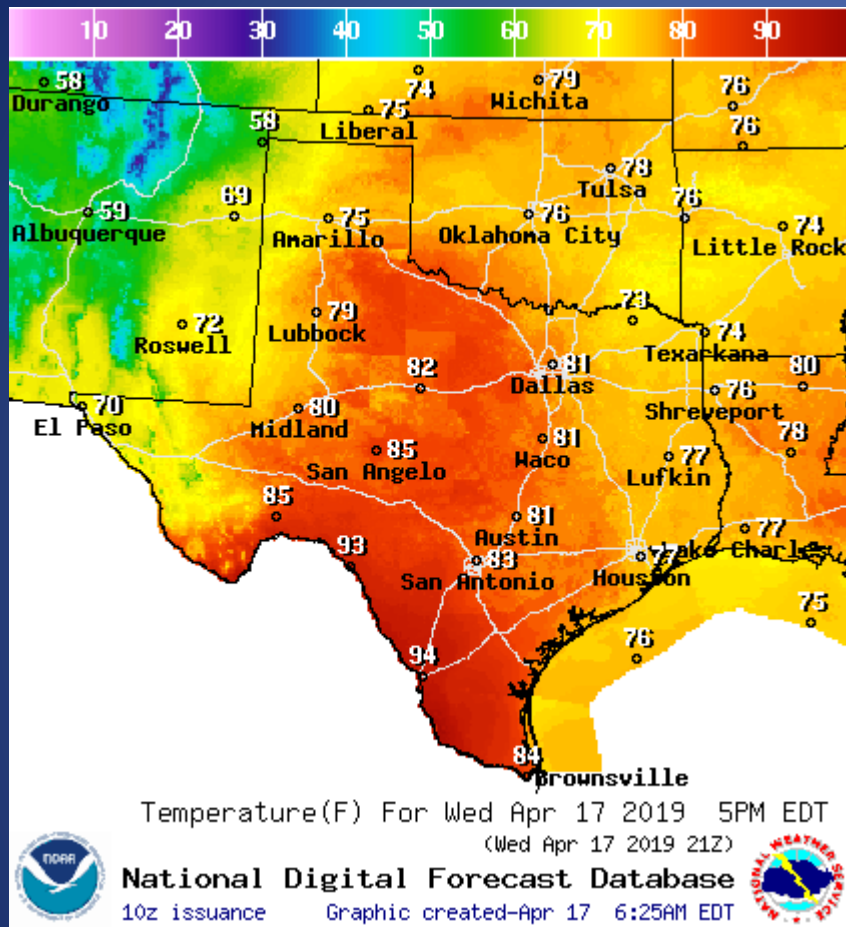 10 20 30 40 50 60 70 80 90
58
Durango
74
79
Wichita
75
Liberal
76
58
76
78
Tulsa
59
Albuquerque
69
75
Amarillo
76
Oklahoma City
76
74
Little Rock
72
Roswell
79
Lubbock
73
74
Texarkana
82
81
Dallas
76
Shreveport
80
70
El Paso
80
Midland
85
San Angelo
81
Waco
77
Lufkin
78
85
81
Austin
77
Lake Charles
93
83
San Antonio
77
Houston
94
76
75
84
Brownsville
Temperature(F) For Wed Apr 17 2019 5PM EDT
(Wed Apr 17 2019 21Z)
National Digital Forecast Database
10z issuance Graphic created-Apr 17 6:25AM EDT
NOAA
NATIONAL WEATHER SERVICE